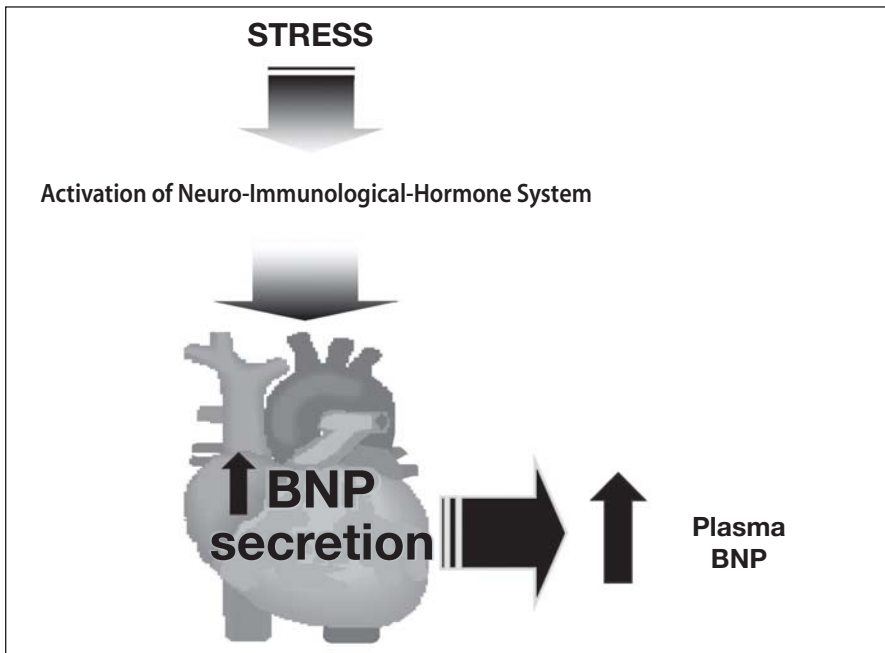 STRESS
Activation of Neuro-Immunological-Hormone System
BNP
secretion
Plasma
BNP